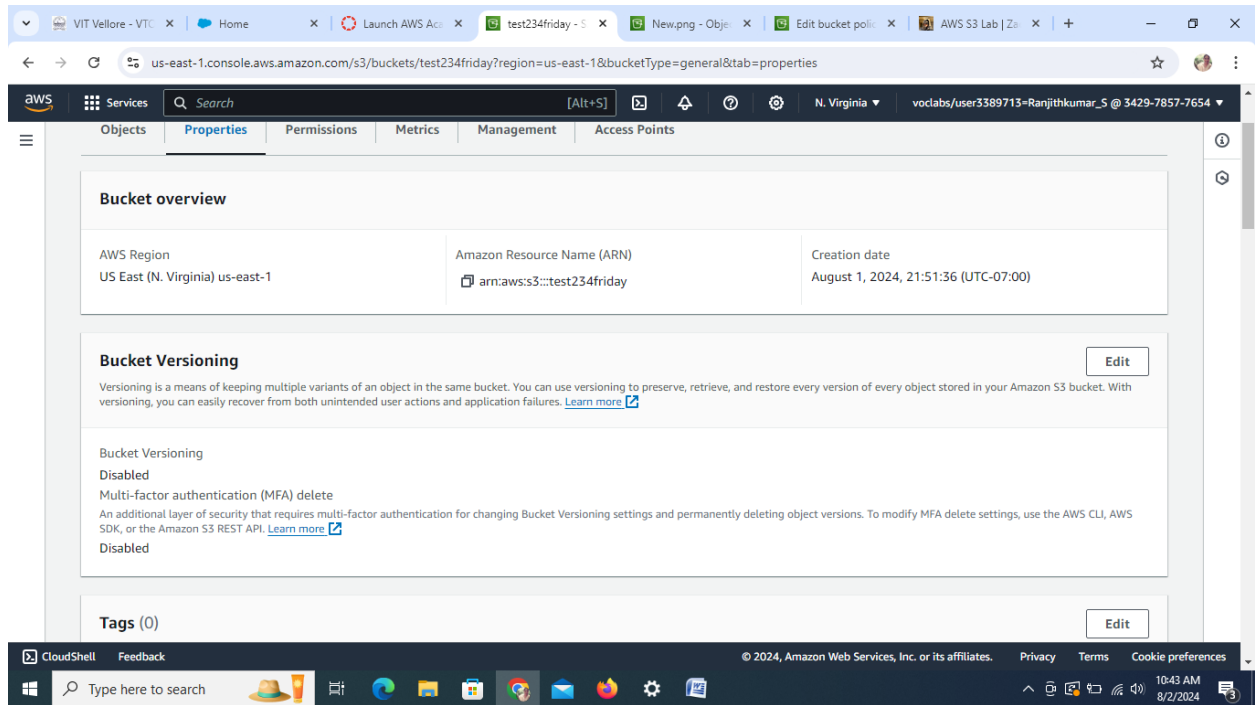 VIT Vellore - VTC
Home
Launch AWS Aca
test234friday - S
New.png - Objec
Edit bucket polic
AWS S3 Lab | Za
us-east-1.console.aws.amazon.com/s3/buckets/test234friday?region=us-east-1&bucketType=general&tab=properties
aws
Services
Search
[Alt+S]
N. Virginia ▼
voclabs/user3389713=Ranjithkumar_S @ 3429-7857-7654 ▼
Objects
Properties
Permissions
Metrics
Management
Access Points
Bucket overview
AWS Region
US East (N. Virginia) us-east-1
Amazon Resource Name (ARN)
arn:aws:s3:::test234friday
Creation date
August 1, 2024, 21:51:36 (UTC-07:00)
Bucket Versioning
Edit
Versioning is a means of keeping multiple variants of an object in the same bucket. You can use versioning to preserve, retrieve, and restore every version of every object stored in your Amazon S3 bucket. With
versioning, you can easily recover from both unintended user actions and application failures. Learn more
Bucket Versioning
Disabled
Multi-factor authentication (MFA) delete
An additional layer of security that requires multi-factor authentication for changing Bucket Versioning settings and permanently deleting object versions. To modify MFA delete settings, use the AWS CLI, AWS
SDK, or the Amazon S3 REST API. Learn more
Disabled
Tags (0)
Edit
CloudShell
Feedback
© 2024, Amazon Web Services, Inc. or its affiliates.
Privacy
Terms
Cookie preferences
Type here to search
10:43 AM
8/2/2024
3